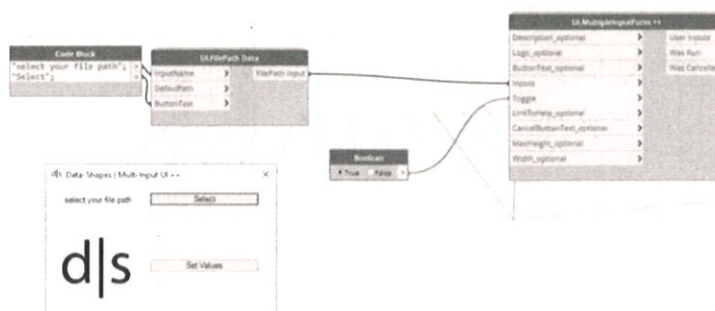 Code Block
"select your file path"; >
"Select"; >
UI.FilePath Data
InputName >
DefaultPath >
ButtonText >
FilePath input
UI.MultipleInputForm ++
Description_optional >
Logo_optional >
ButtonText_optional >
Inputs >
Toggle >
LinkToHelp_optional >
CancelButtonText_optional >
MaxHeight_optional >
Width_optional >
User Inputs
Was Run
Was Cancelle
Boolean
True False >
d|s Data-Shapes | Multi Input UI ++ ×
select your file path Select
d|s
Set Values